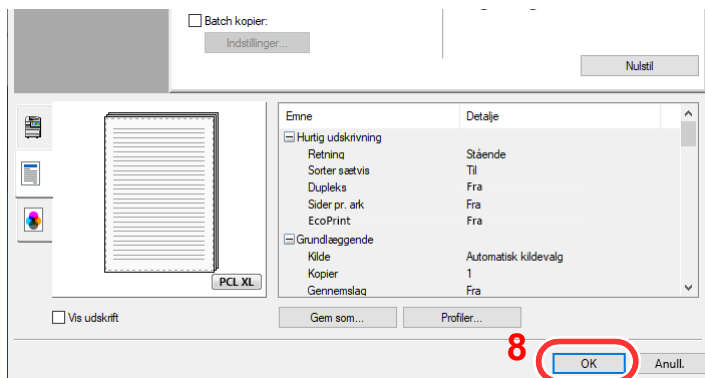 Batch kopier:
Indstillinger...
Nulstil
Emne Detalje
Hurtig udskrivning
Retning Stående
Sorter sætvis Til
Dupleks Fra
Sider pr. ark Fra
EcoPrint Fra
Grundlæggende
Kilde Automatisk kildevalg
Kopier 1
Gennemslag Fra
PCL XL
Vis udskrift
Gem som... Profiler...
8
OK Anull.